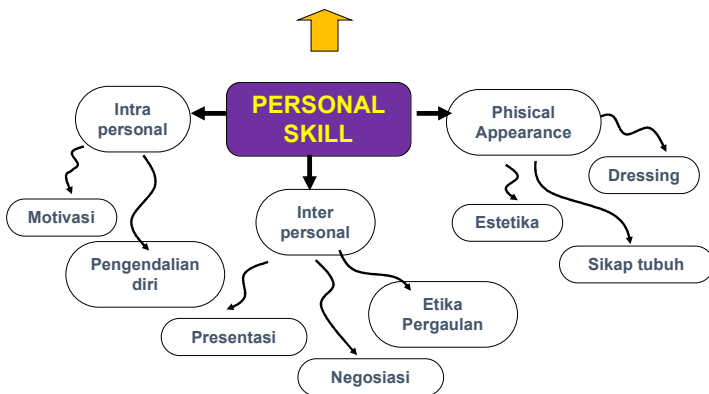 PERSONAL
SKILL
Intra
personal
Phisical
Appearance
Dressing
Motivasi
Inter
personal
Estetika
Pengendalian
diri
Sikap tubuh
Etika
Pergaulan
Presentasi
Negosiasi